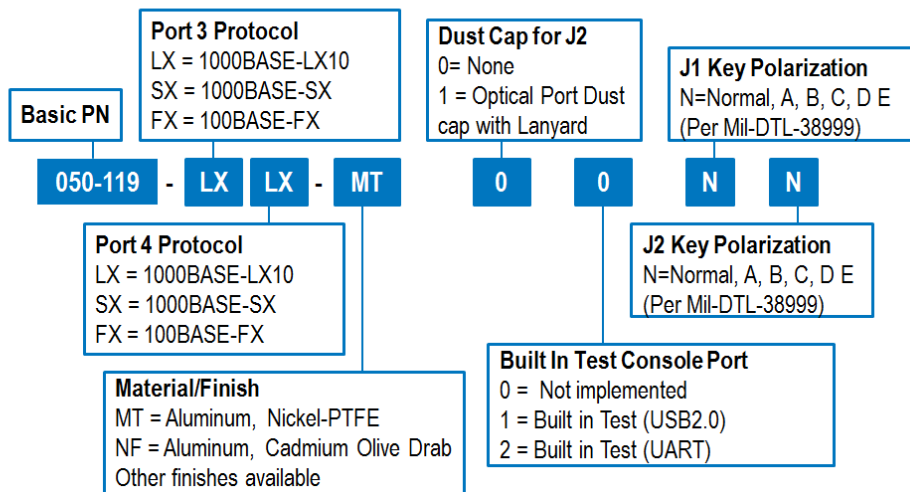 Port 3 Protocol
LX = 1000BASE-LX10
SX = 1000BASE-SX
FX = 100BASE-FX
Dust Cap for J2
0= None
1 = Optical Port Dust
cap with Lanyard
J1 Key Polarization
N=Normal, A, B, C, D E
(Per Mil-DTL-38999)
Basic PN
050-119 - LX LX - MT 0 0 N N
Port 4 Protocol
LX = 1000BASE-LX10
SX = 1000BASE-SX
FX = 100BASE-FX
J2 Key Polarization
N=Normal, A, B, C, D E
(Per Mil-DTL-38999)
Material/Finish
MT = Aluminum, Nickel-PTFE
NF = Aluminum, Cadmium Olive Drab
Other finishes available
Built In Test Console Port
0 = Not implemented
1 = Built in Test (USB2.0)
2 = Built in Test (UART)